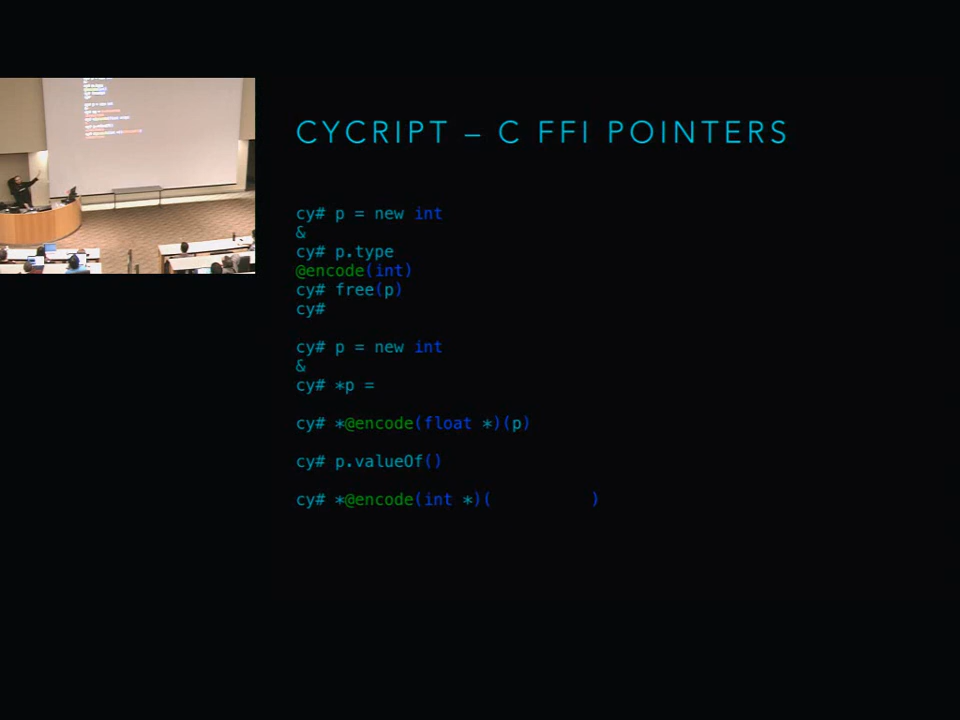 CYCRIPT – C FFI POINTERS
cy# p = new int
&
cy# p.type
@encode(int)
cy# free(p)
cy#
cy# p = new int
&
cy# *p =
cy# *@encode(float *)(p)
cy# p.valueOf()
cy# *@encode(int *)( )